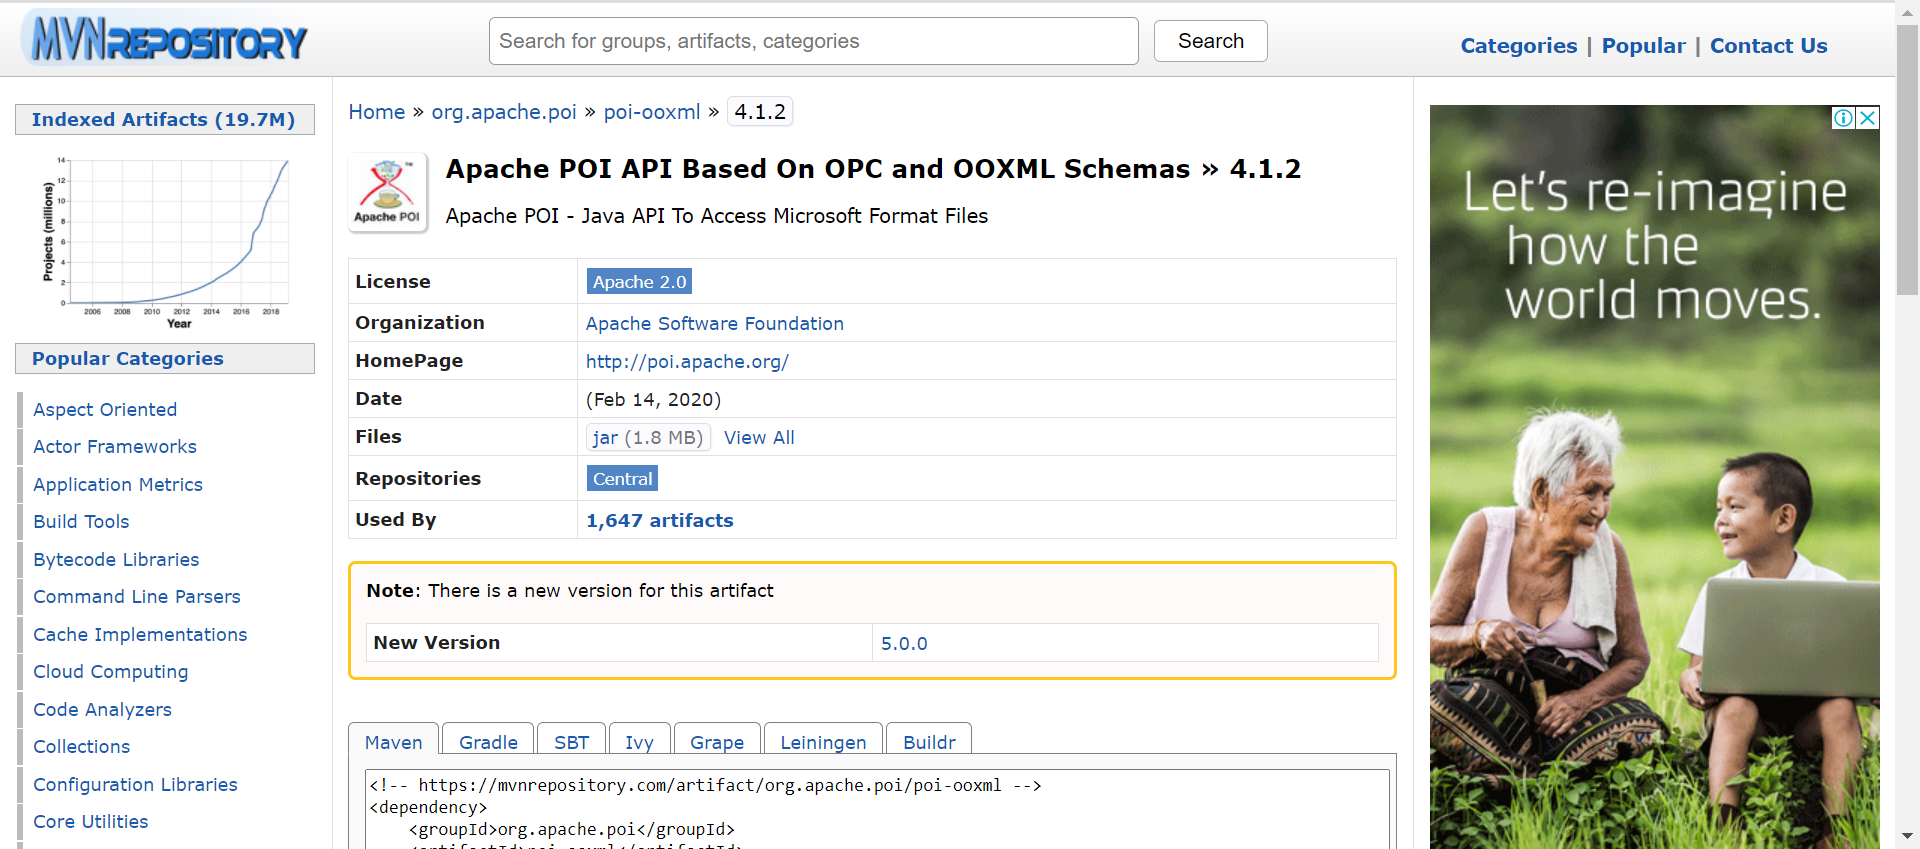 MVNREPOSITORY
Search for groups, artifacts, categories
Search
Categories | Popular | Contact Us
Indexed Artifacts (19.7M)
Projects (millions)
14
12
10
8
6
4
2
0
2006 2008 2010 2012 2014 2016 2018
Year
Popular Categories
Aspect Oriented
Actor Frameworks
Application Metrics
Build Tools
Bytecode Libraries
Command Line Parsers
Cache Implementations
Cloud Computing
Code Analyzers
Collections
Configuration Libraries
Core Utilities
Home » org.apache.poi » poi-ooxml » 4.1.2
Apache POI
Apache POI API Based On OPC and OOXML Schemas » 4.1.2
Apache POI - Java API To Access Microsoft Format Files
License Apache 2.0
Organization Apache Software Foundation
HomePage http://poi.apache.org/
Date (Feb 14, 2020)
Files jar (1.8 MB) View All
Repositories Central
Used By 1,647 artifacts
Note: There is a new version for this artifact
New Version 5.0.0
Maven Gradle SBT Ivy Grape Leiningen Buildr
<!-- https://mvnrepository.com/artifact/org.apache.poi/poi-ooxml -->
<dependency>
<groupId>org.apache.poi</groupId>
<artifactId>poi-ooxml</artifactId>
Let's re-imagine
how the
world moves.